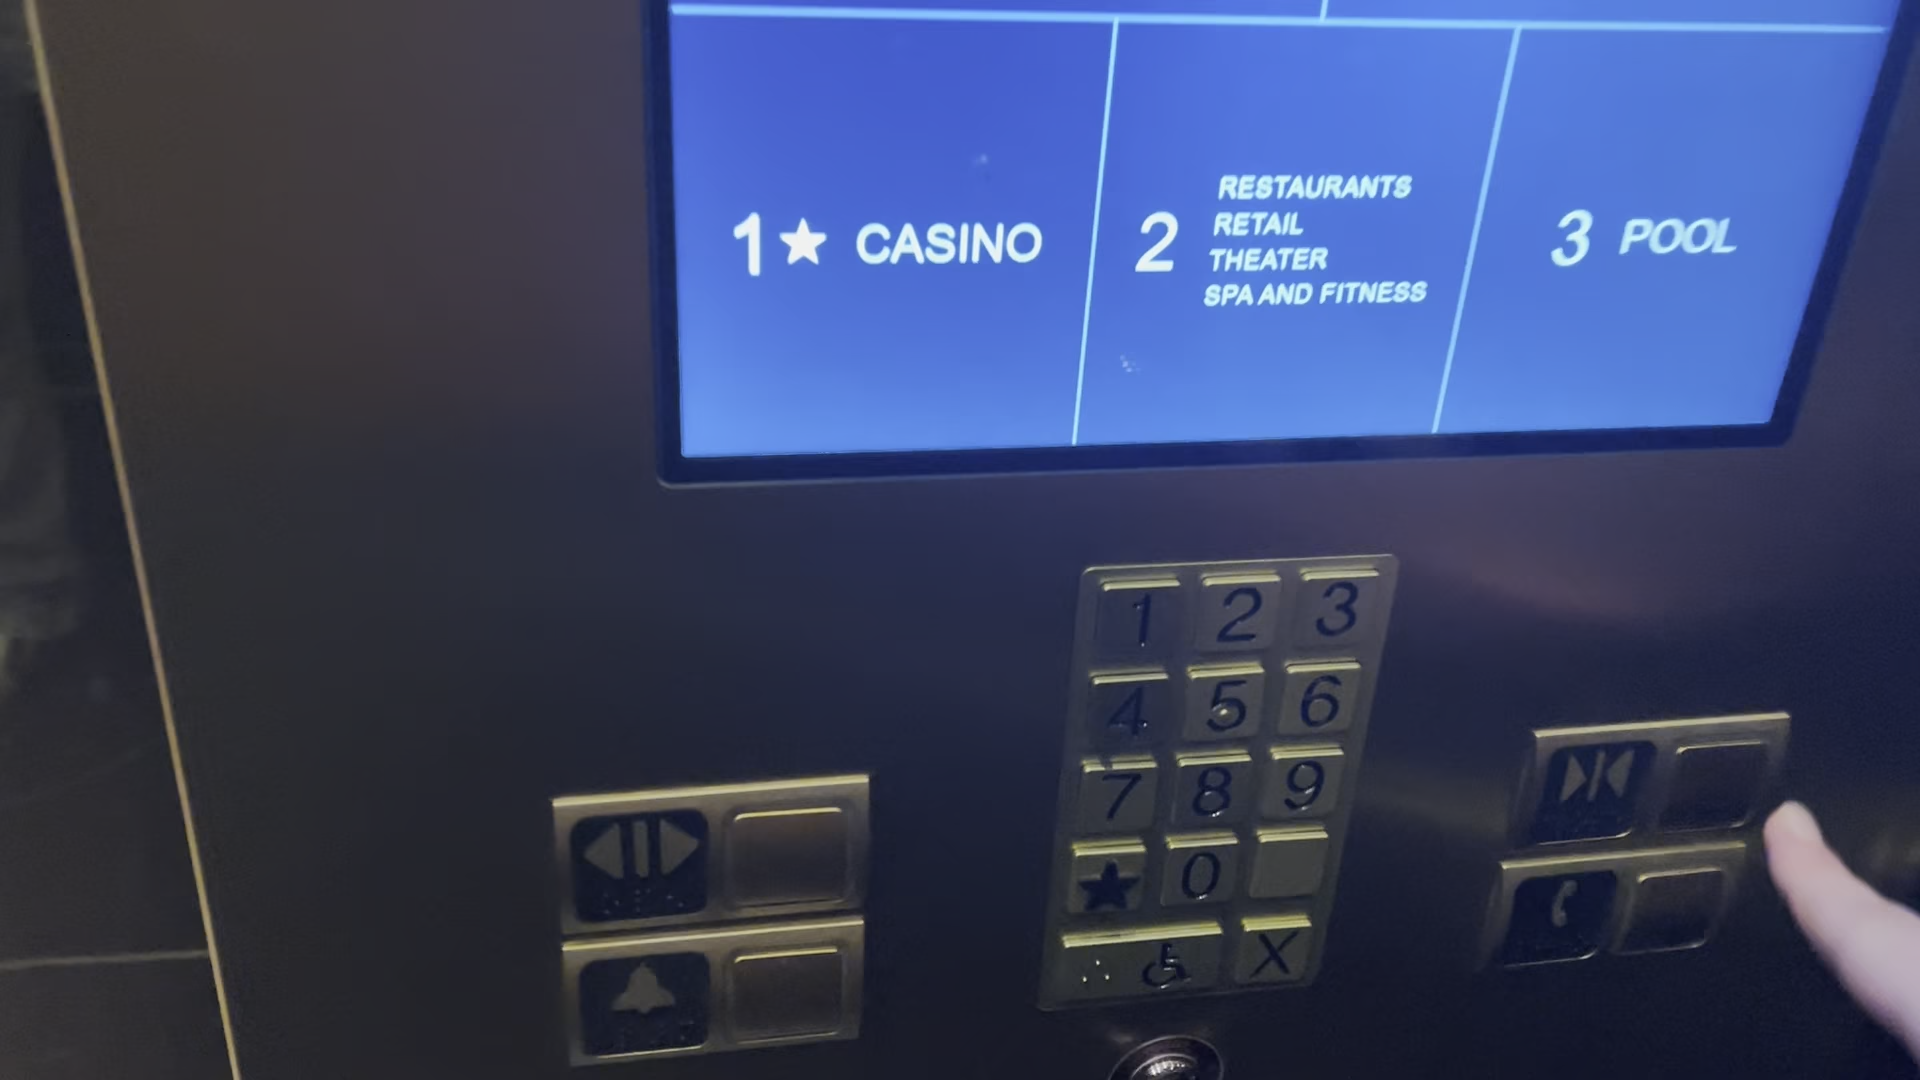 1★ CASINO
2
RESTAURANTS
RETAIL
THEATER
SPA AND FITNESS
3 POOL
1 2 3
4 5 6
7 8 9
★ 0
X